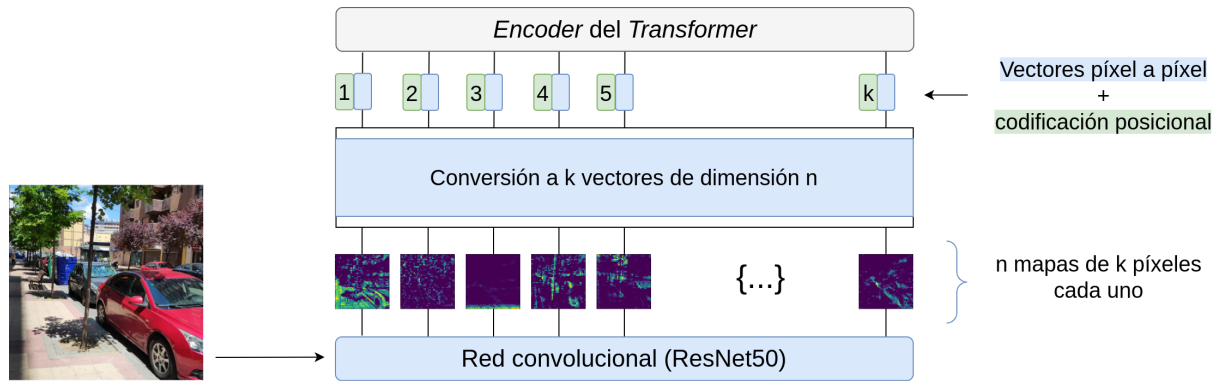 Encoder del Transformer
1 2 3 4 5 k
Vectores píxel a píxel
+
codificación posicional
Conversión a k vectores de dimensión n
{...}
n mapas de k píxeles
cada uno
Red convolucional (ResNet50)